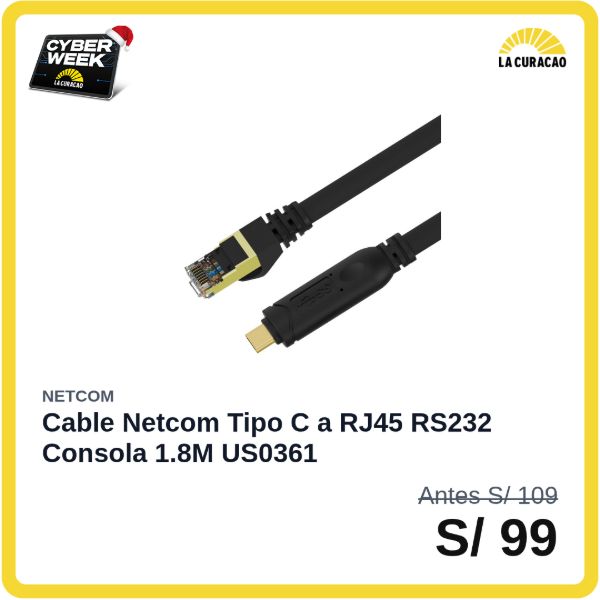 CYBER
WEEK
LA CURACAO
LA CURACAO
NETCOM
Cable Netcom Tipo C a RJ45 RS232
Consola 1.8M US0361
Antes S/ 109
S/ 99